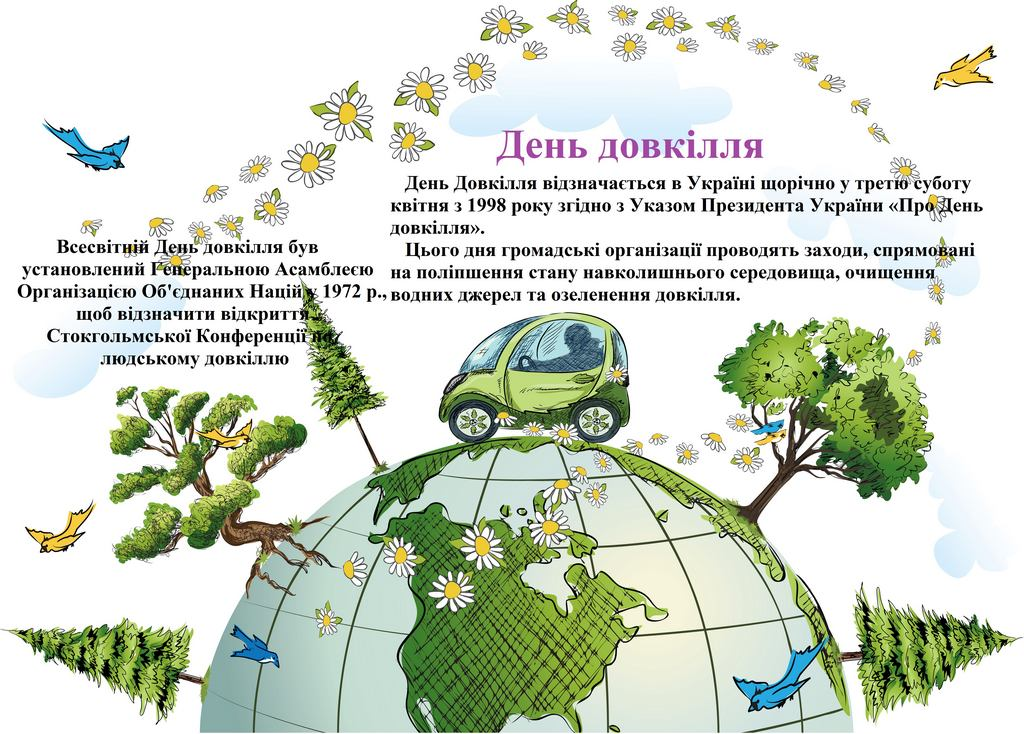 День довкілля
День Довкілля відзначається в Україні щорічно у третю суботу
квітня з 1998 року згідно з Указом Президента України «Про День
довкілля».
Цього дня громадські організації проводять заходи, спрямовані
на поліпшення стану навколишнього середовища, очищення
водних джерел та озеленення довкілля.
Всесвітній День довкілля був
установлений Генеральною Асамблеєю
Організацією Об'єднаних Націй у 1972 р.,
щоб відзначити відкриття
Стокгольмської Конференції по
людському довкіллю